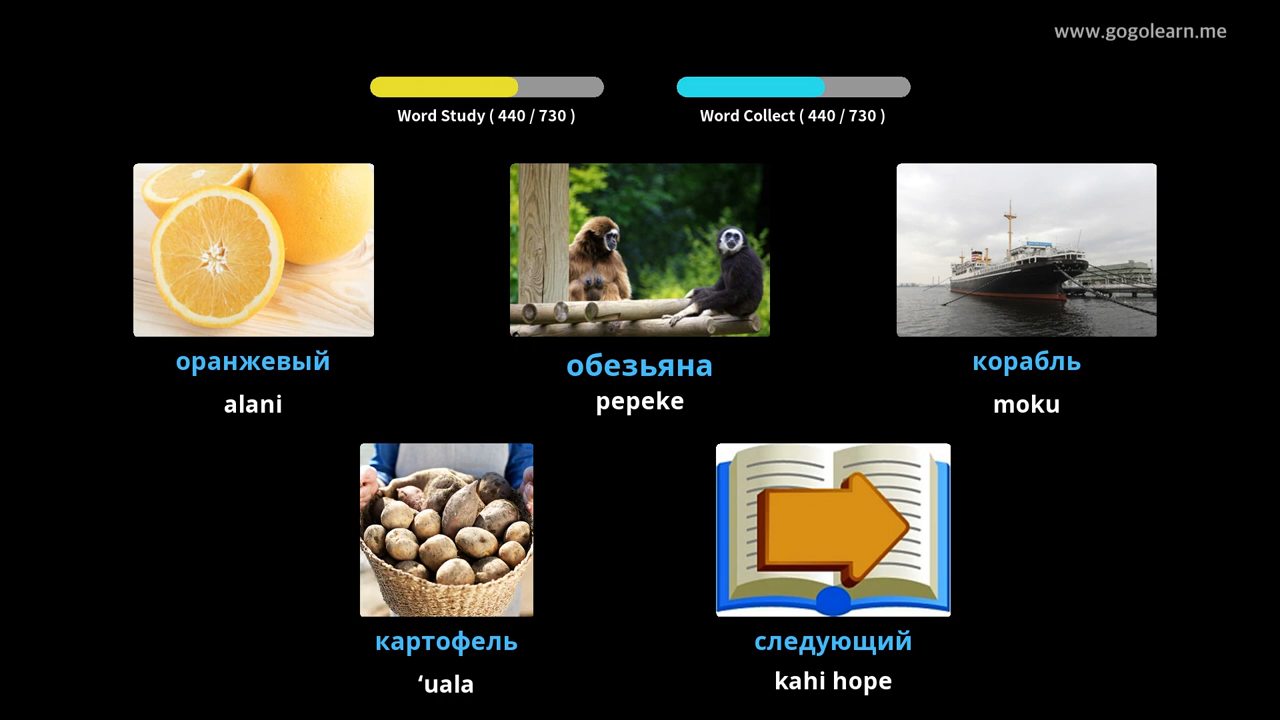 www.gogolearn.me
Word Study ( 440 / 730 )
Word Collect ( 440 / 730 )
оранжевый
alani
обезьяна
pepeke
корабль
moku
картофель
‘uala
следующий
kahi hope